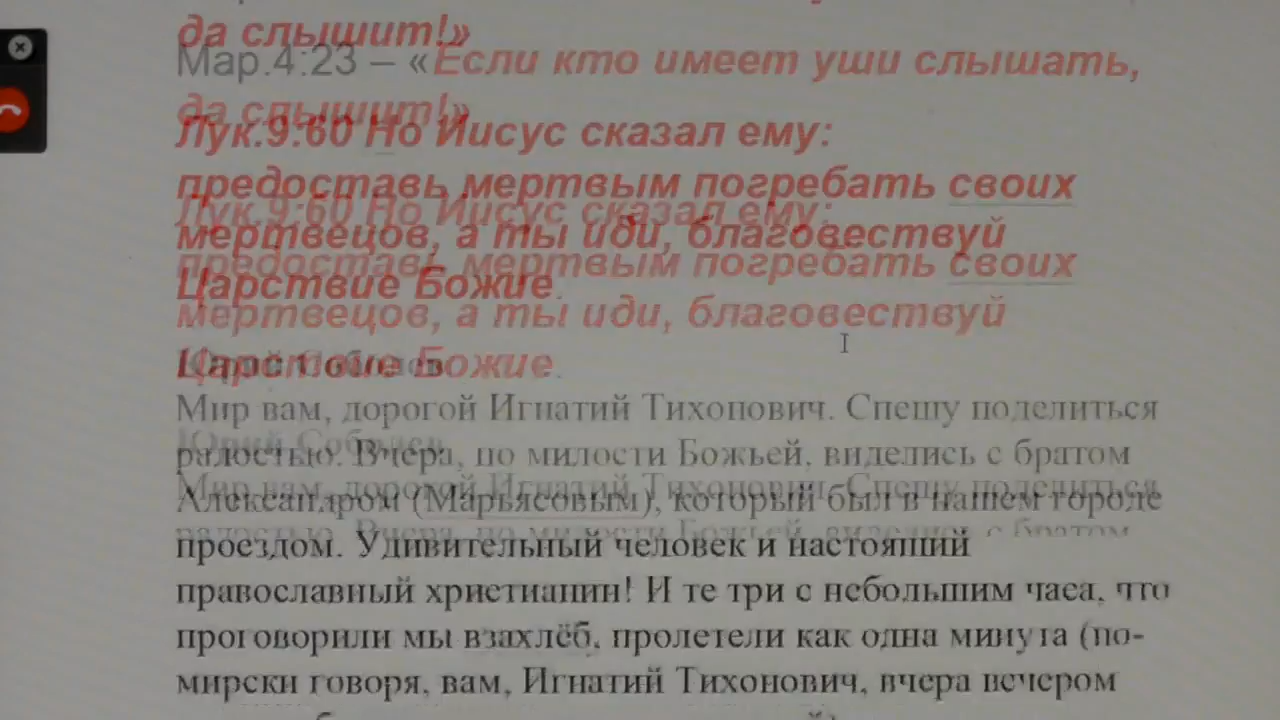 да слышит!»
Мар.4:23 – «Если кто имеет уши слышать,
да слышит!»
Лук.9:60 Но Иисус сказал ему:
предоставь мертвым погребать своих
мертвецов, а ты иди, благовествуй
Царствие Божие.
Юрий Соболев
Мир вам, дорогой Игнатий Тихонович. Спешу поделиться
радостью. Вчера, по милости Божьей, виделись с братом
Александром (Марьясовым), который был в нашем городе
проездом. Удивительный человек и настоящий
православный христианин! И те три с небольшим часа, что
проговорили мы взахлёб, пролетели как одна минута (по-
мирски говоря, вам, Игнатий Тихонович, вчера вечером